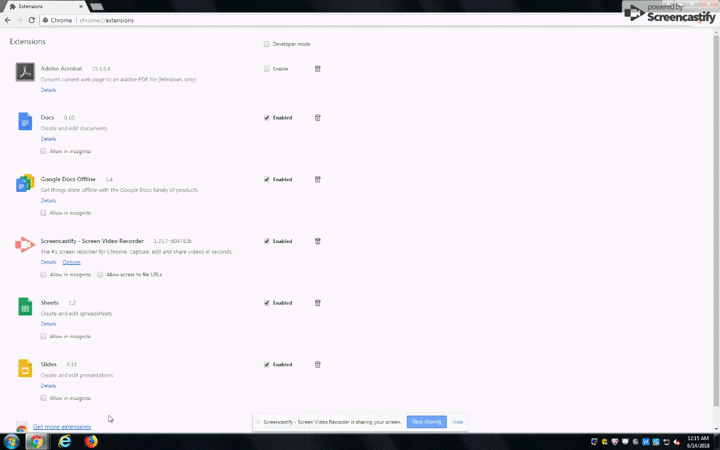 Extensions
powered by
Screencastify
Chrome chrome://extensions
Extensions
Developer mode
Adobe Acrobat 15.1.0.6
Enable
Convert current web page to an Adobe PDF file (Windows only)
Details
Docs 0.10
Enabled
Create and edit documents
Details
Allow in incognito
Google Docs Offline 1.4
Enabled
Get things done offline with the Google Docs family of products.
Details
Allow in incognito
Screencastify - Screen Video Recorder
Enabled
The #1 screen recorder for Chrome. Capture, edit and share videos in seconds.
Details Options
Allow in incognito Allow access to file URLs
Sheets 1.2
Enabled
Create and edit spreadsheets
Details
Allow in incognito
Slides 0.10
Enabled
Create and edit presentations
Details
Allow in incognito
Get more extensions
Screencastify - Screen Video Recorder is sharing your screen.
Stop sharing
Hide
12:15 AM
6/14/2018